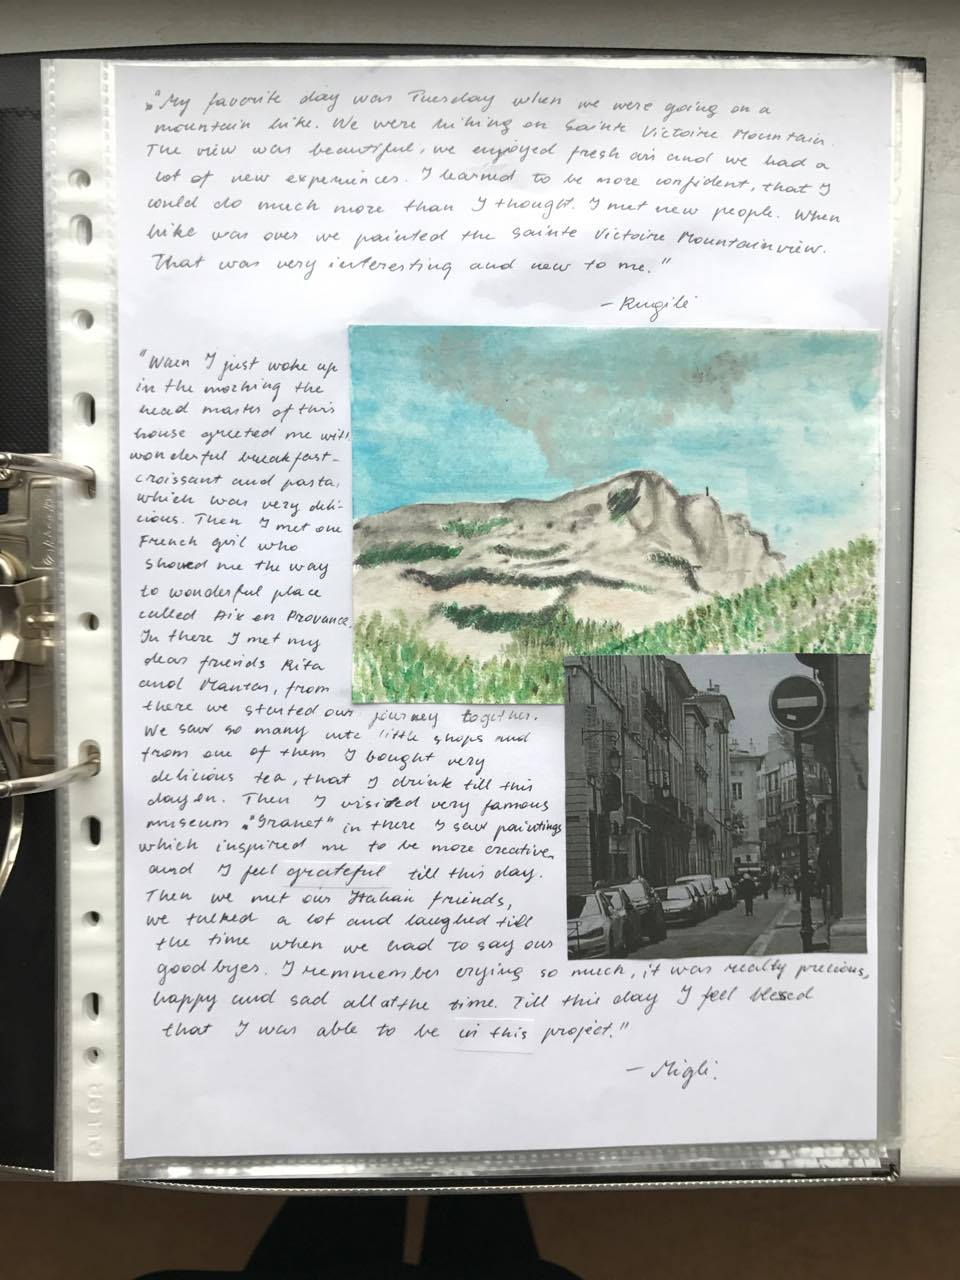 „My favorite day was Tuesday when we were going on a
mountain hike. We were hiking on Sainte Victoire Mountain.
The view was beautiful, we enjoyed fresh air and we had a
lot of new experiences. I learned to be more confident, that I
could do much more than I thought. I met new people. When
hike was over we painted the Sainte Victoire Mountain view.
That was very interesting and new to me."
- Rugilė
"When I just woke up
in the morning the
head master of this
house greeted me with
wonderful breakfast-
croissant and pasta,
which was very deli-
cious. Then I met one
French girl who
showed me the way
to wonderful place
called Aix en Provance.
In there I met my
dear friends Rita
and Mantas, from
there we started our journey together.
We saw so many cute little shops and
from one of them I bought very
delicious tea, that I drink till this
day. Then I visited very famous
museum „Granet" in there I saw paintings
which inspired me to be more creative,
and I feel grateful till this day.
Then we met our Italian friends,
we talked a lot and laughed till
the time when we had to say our
goodbyes. I remmember crying so much, it was really precious,
happy and sad all at the time. Till this day I feel blessed
that I was able to be in this project."
- Migli.
ELLER